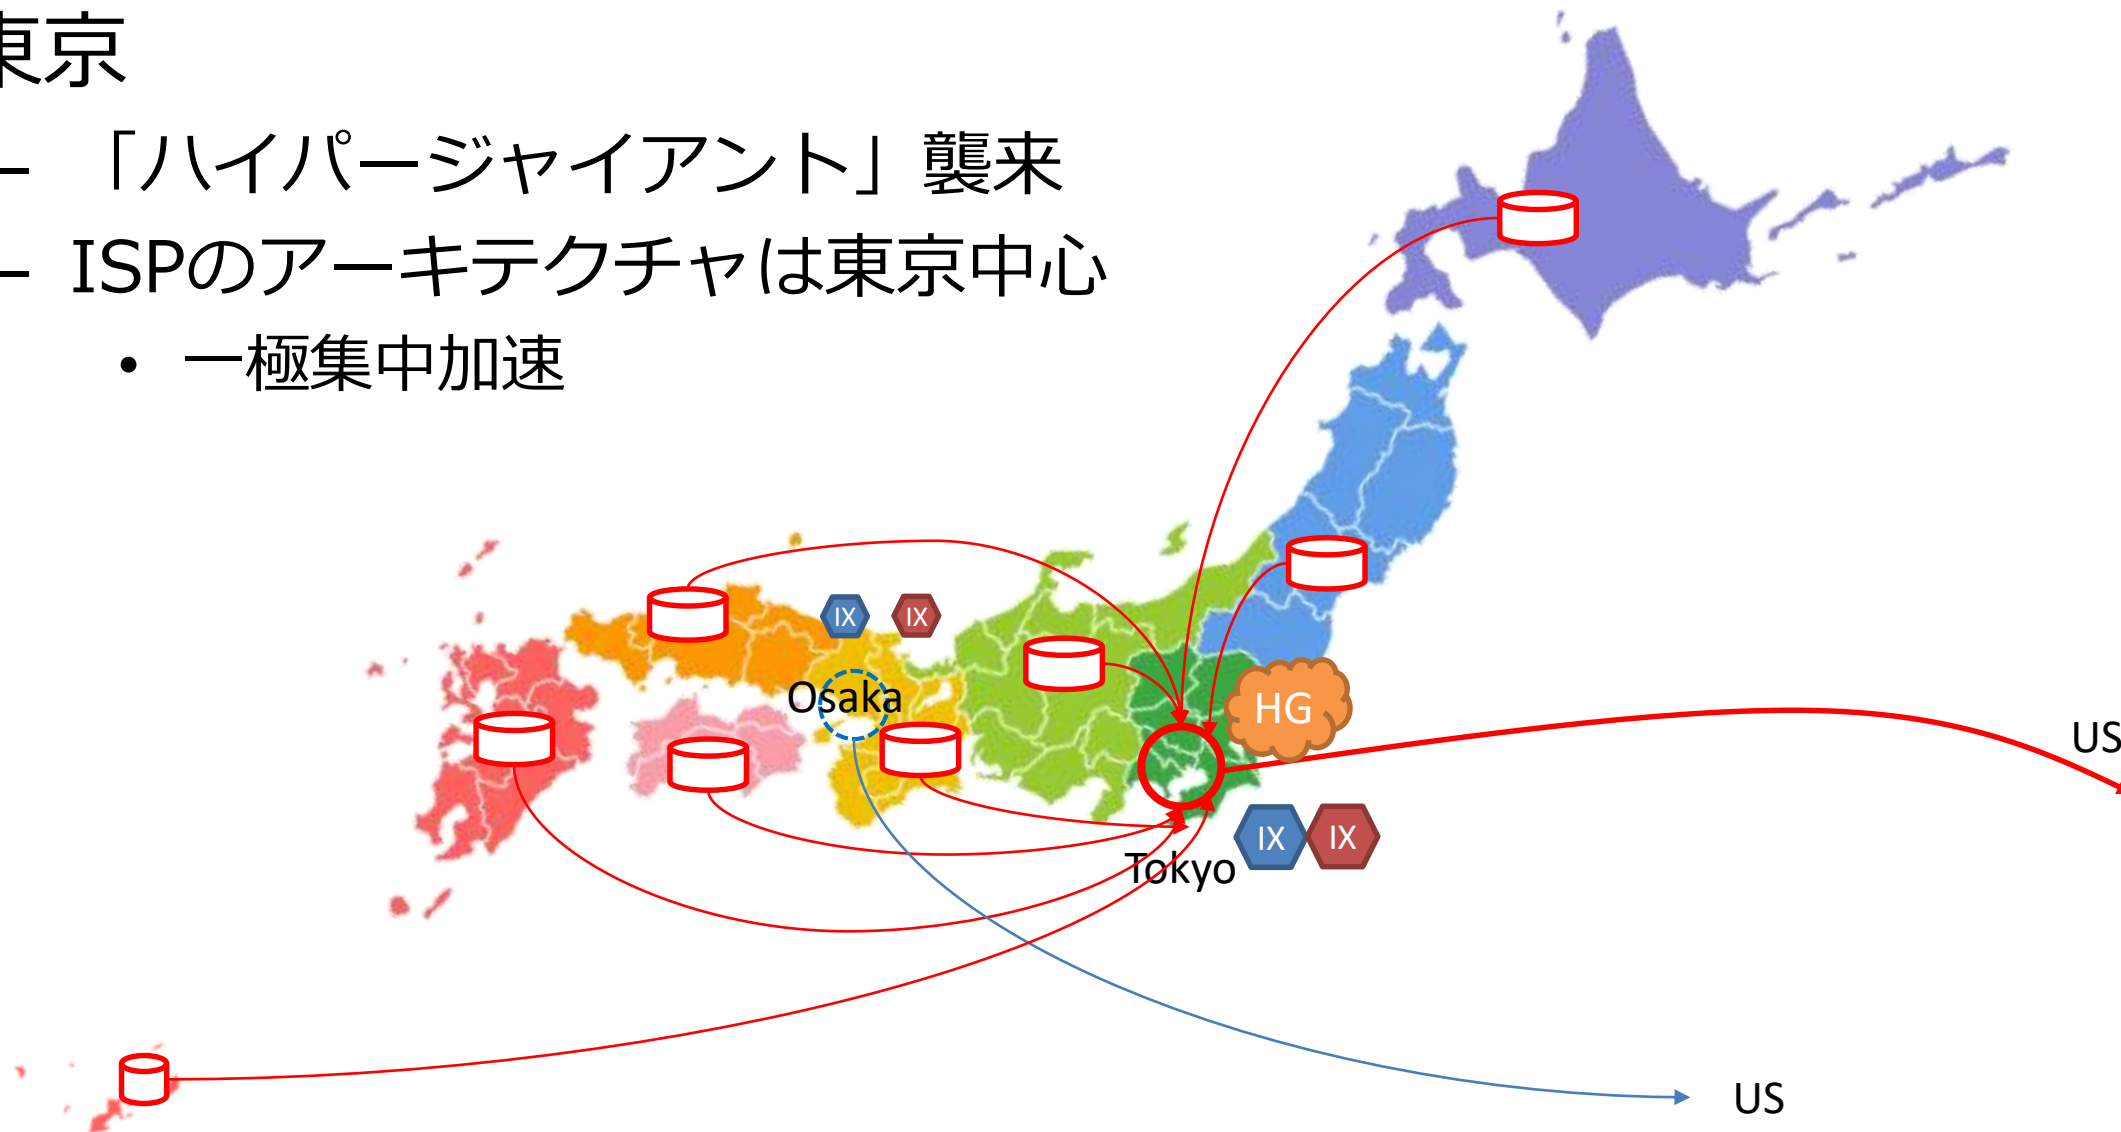 東京
– 「ハイパージャイアント」襲来
– ISPのアーキテクチャは東京中心
• 一極集中加速
IX IX
Osaka
HG
US
IX IX
Tokyo
US